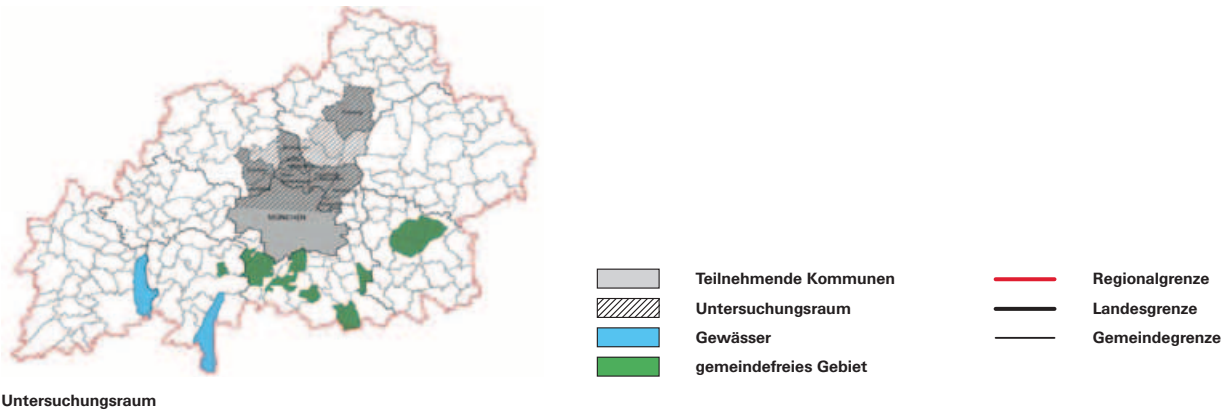 MÜNCHEN
Teilnehmende Kommunen
Untersuchungsraum
Gewässer
gemeindefreies Gebiet
Regionalgrenze
Landesgrenze
Gemeindegrenze
Untersuchungsraum